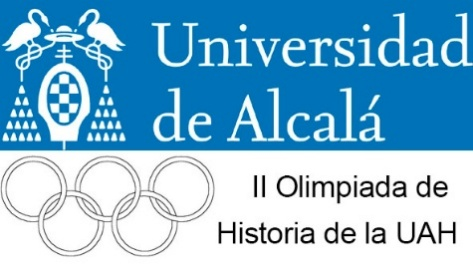 Universidad
de Alcalá
II Olimpiada de
Historia de la UAH